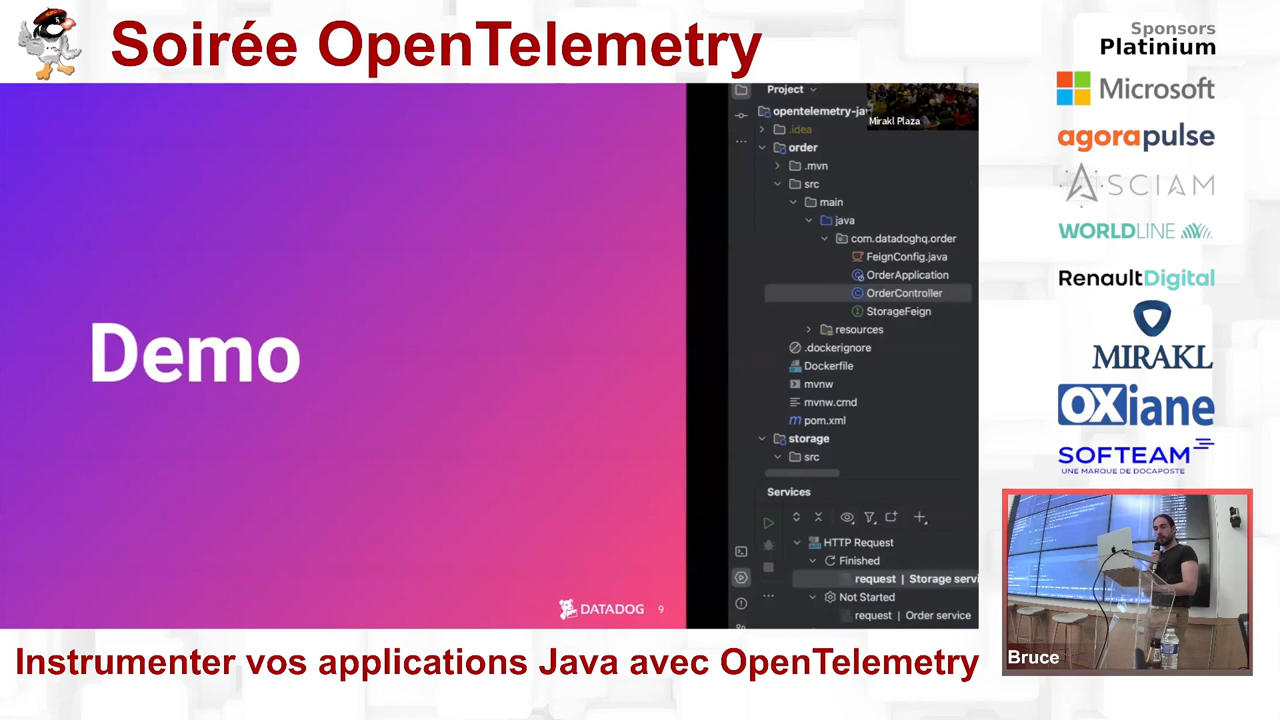 Soirée OpenTelemetry
Sponsors
Platinium
Microsoft
agorapulse
ASCIAM
WORLDLINE
RenaultDigital
MIRAKL
OXiane
SOFTEAM
UNE MARQUE DE DOCAPOSTE
Demo
DATADOG 9
Project
opentelemetry-ja
Mirakl Plaza
.idea
order
.mvn
src
main
java
com.datadoghq.order
FeignConfig.java
OrderApplication
OrderController
StorageFeign
resources
.dockerignore
Dockerfile
mvnw
mvnw.cmd
pom.xml
storage
src
Services
HTTP Request
Finished
request | Storage servi
Not Started
request | Order service
Bruce
Instrumenter vos applications Java avec OpenTelemetry